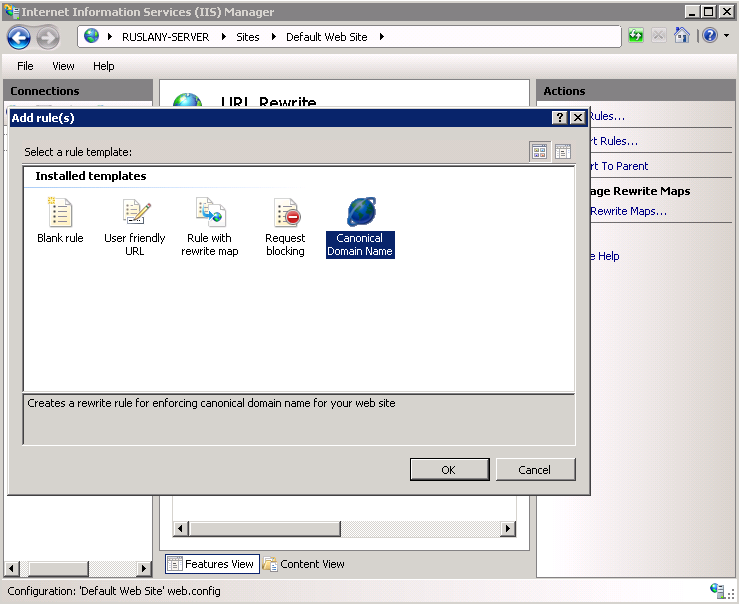 Internet Information Services (IIS) Manager
RUSLANY-SERVER Sites Default Web Site
File View Help
Connections
URL Rewrite
Actions
Add rule(s)
Select a rule template:
Installed templates
Blank rule
User friendly
URL
Rule with
rewrite map
Request
blocking
Canonical
Domain Name
Creates a rewrite rule for enforcing canonical domain name for your web site
OK Cancel
Rules...
Rules...
To Parent
Rewrite Maps
Rewrite Maps...
Help
Features View Content View
Configuration: 'Default Web Site' web.config